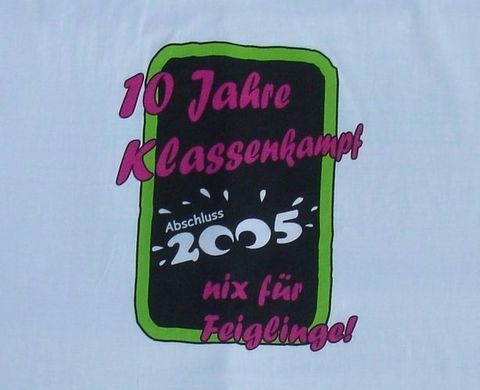 10 Jahre
Klassenkampf
Abschluss
2005
nix für
Feiglinge!